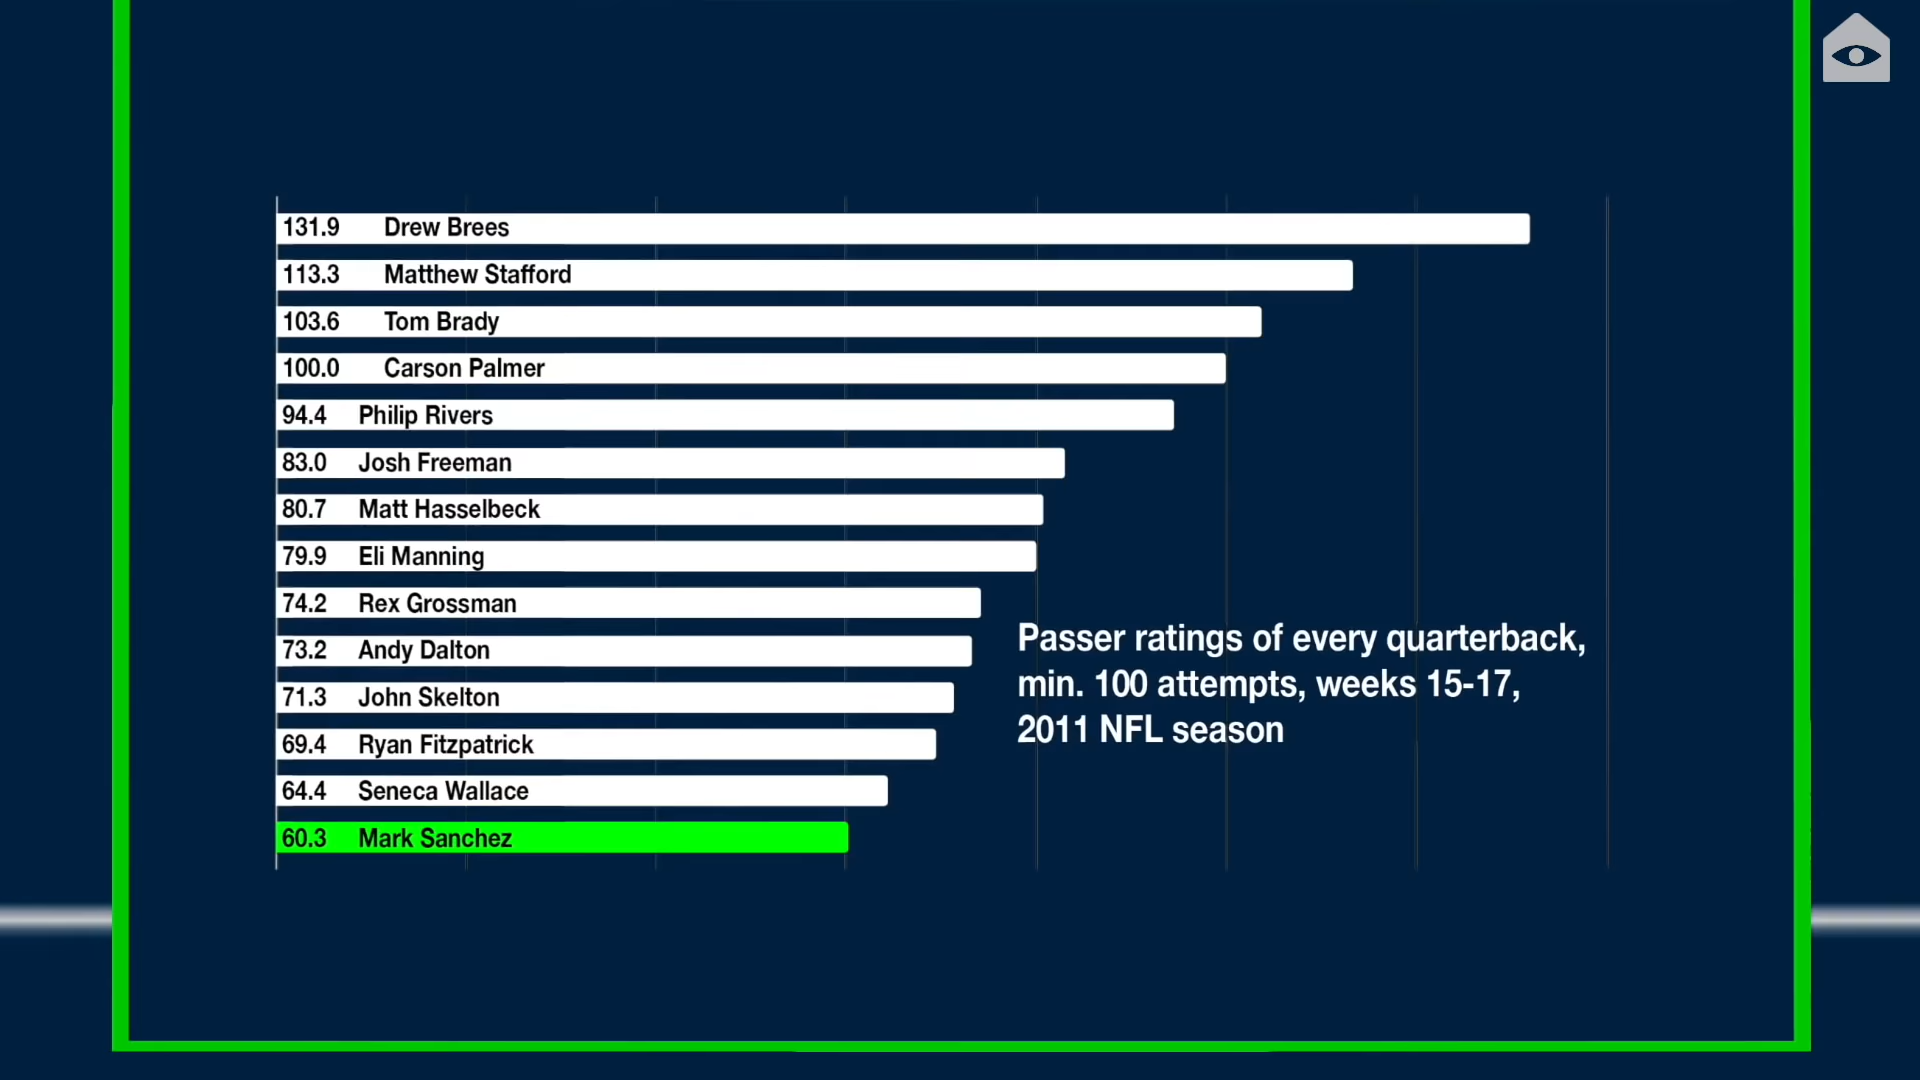 131.9 Drew Brees
113.3 Matthew Stafford
103.6 Tom Brady
100.0 Carson Palmer
94.4 Philip Rivers
83.0 Josh Freeman
80.7 Matt Hasselbeck
79.9 Eli Manning
74.2 Rex Grossman
73.2 Andy Dalton
71.3 John Skelton
69.4 Ryan Fitzpatrick
64.4 Seneca Wallace
60.3 Mark Sanchez
Passer ratings of every quarterback,
min. 100 attempts, weeks 15-17,
2011 NFL season